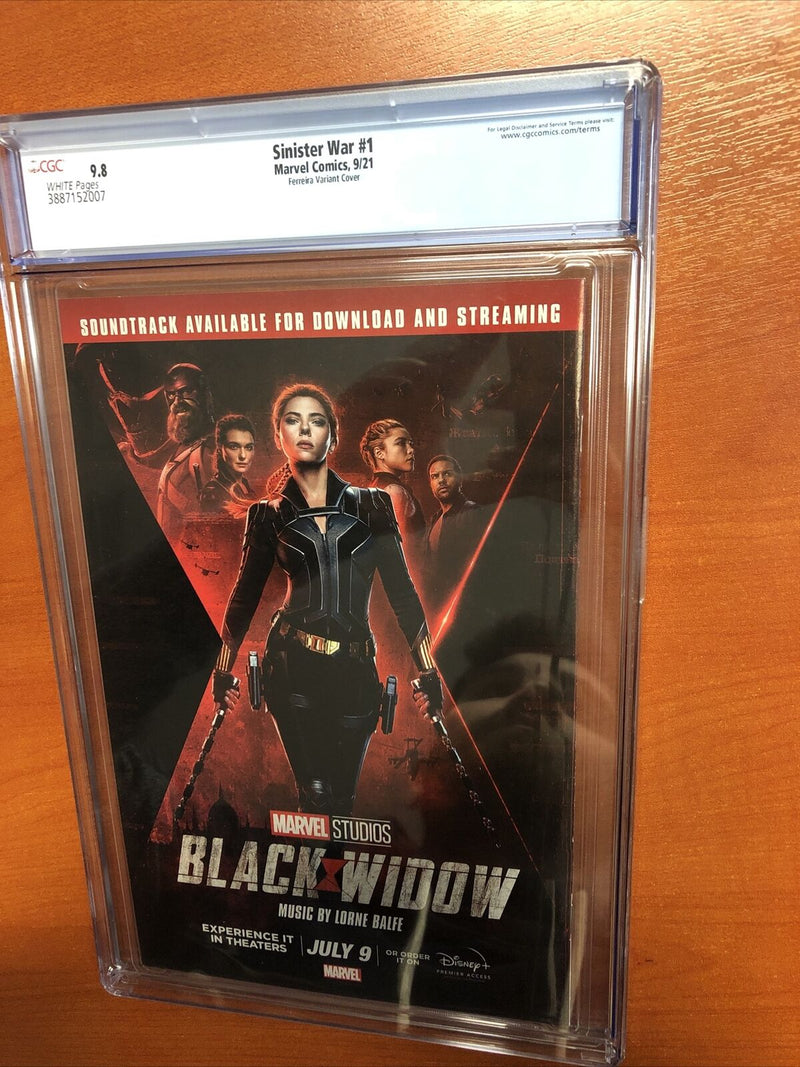 CGC 9.8
WHITE Pages
3887152007
Sinister War #1
Marvel Comics, 9/21
Ferreira Variant Cover
For Legal Disclaimer and Service Terms please visit:
www.cgccomics.com/terms
SOUNDTRACK AVAILABLE FOR DOWNLOAD AND STREAMING
MARVEL STUDIOS
BLACK WIDOW
MUSIC BY LORNE BALFE
EXPERIENCE IT
IN THEATERS
JULY 9
OR ORDER
IT ON
Disney+
PREMIER ACCESS
MARVEL